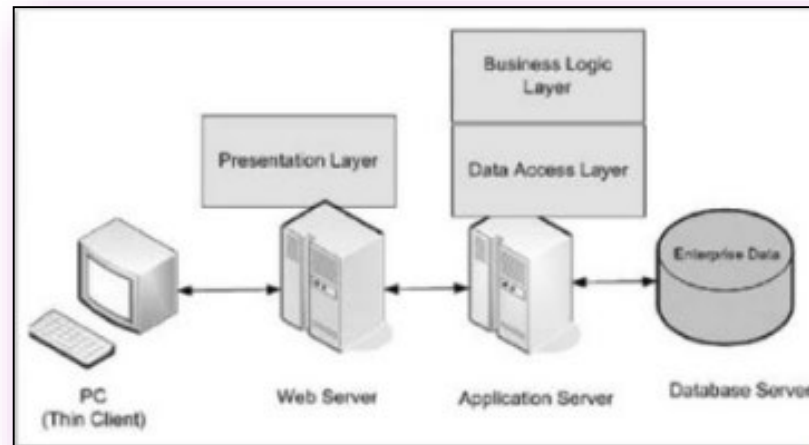 Business Logic
Layer
Presentation Layer
Data Access Layer
Enterprise Data
PC
(Thin Client)
Web Server
Application Server
Database Server